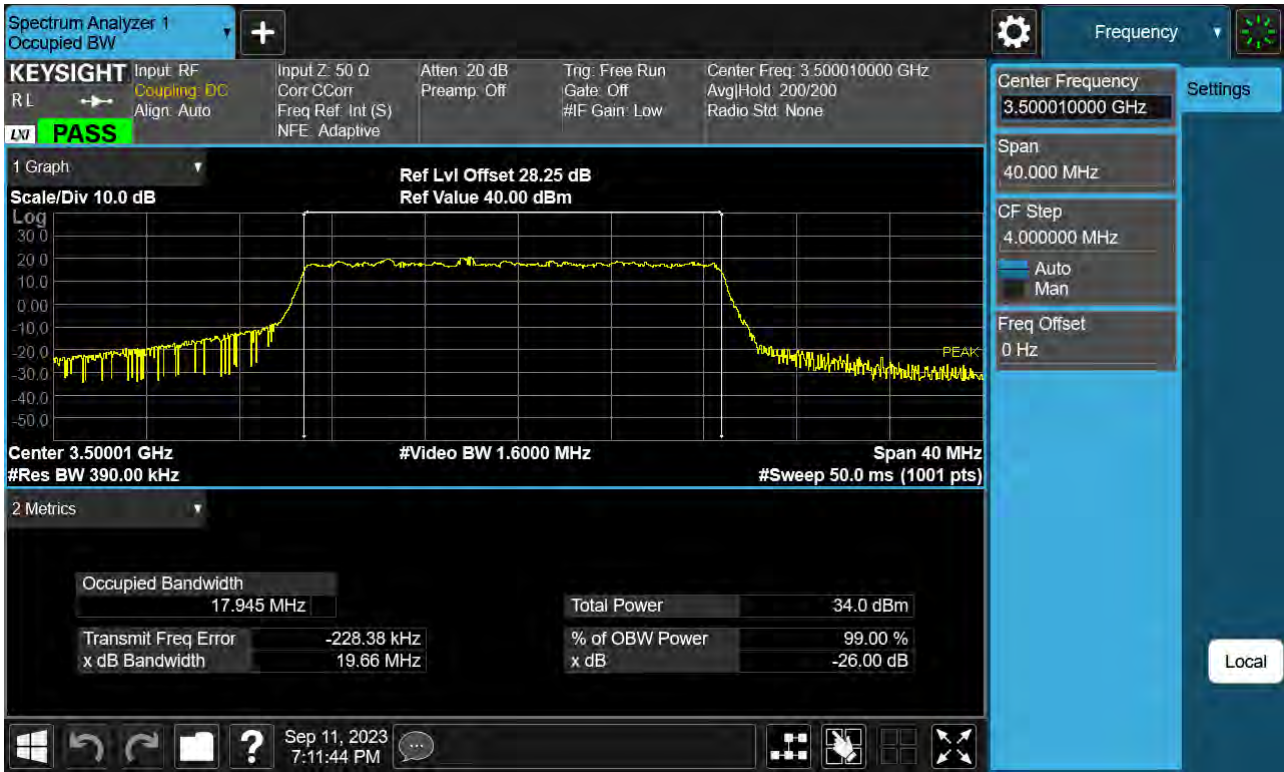 Spectrum Analyzer 1
Occupied BW
+
Frequency
KEYSIGHT
RL
LXI
PASS
Input: RF
Coupling: DC
Align: Auto
Input Z: 50 Ω
Corr CCorr
Freq Ref: Int (S)
NFE: Adaptive
Atten: 20 dB
Preamp: Off
Trig: Free Run
Gate: Off
#IF Gain: Low
Center Freq: 3.500010000 GHz
Avg|Hold: 200/200
Radio Std: None
Center Frequency
3.500010000 GHz
Settings
Span
40.000 MHz
CF Step
4.000000 MHz
Auto
Man
Freq Offset
0 Hz
Local
1 Graph
Scale/Div 10.0 dB
Ref Lvl Offset 28.25 dB
Ref Value 40.00 dBm
Log
30.0
20.0
10.0
0.00
-10.0
-20.0
-30.0
-40.0
-50.0
PEAK
Center 3.50001 GHz
#Video BW 1.6000 MHz
Span 40 MHz
#Res BW 390.00 kHz
#Sweep 50.0 ms (1001 pts)
2 Metrics
Occupied Bandwidth
17.945 MHz
Total Power 34.0 dBm
Transmit Freq Error -228.38 kHz
% of OBW Power 99.00 %
x dB Bandwidth 19.66 MHz
x dB -26.00 dB
?
Sep 11, 2023
7:11:44 PM